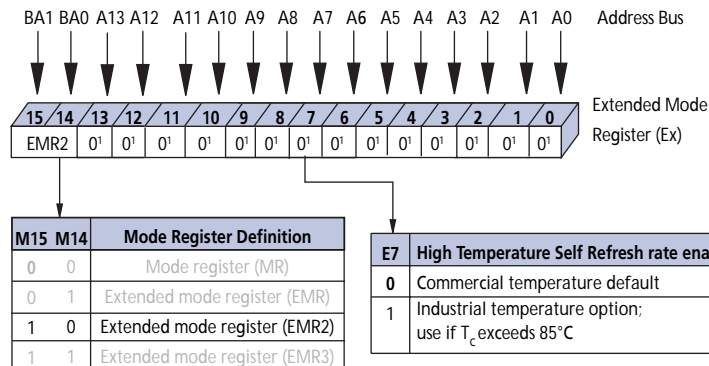 BA1 BA0 A13 A12 A11 A10 A9 A8 A7 A6 A5 A4 A3 A2 A1 A0 Address Bus
15 14 13 12 11 10 9 8 7 6 5 4 3 2 1 0
Extended Mode
Register (Ex)
EMR2 0¹ 0¹ 0¹ 0¹ 0¹ 0¹ 0¹ 0¹ 0¹ 0¹ 0¹ 0¹ 0¹ 0¹
M15 M14 Mode Register Definition
0 0 Mode register (MR)
0 1 Extended mode register (EMR)
1 0 Extended mode register (EMR2)
1 1 Extended mode register (EMR3)
E7 High Temperature Self Refresh rate ena
0 Commercial temperature default
1 Industrial temperature option;
use if Tc exceeds 85°C